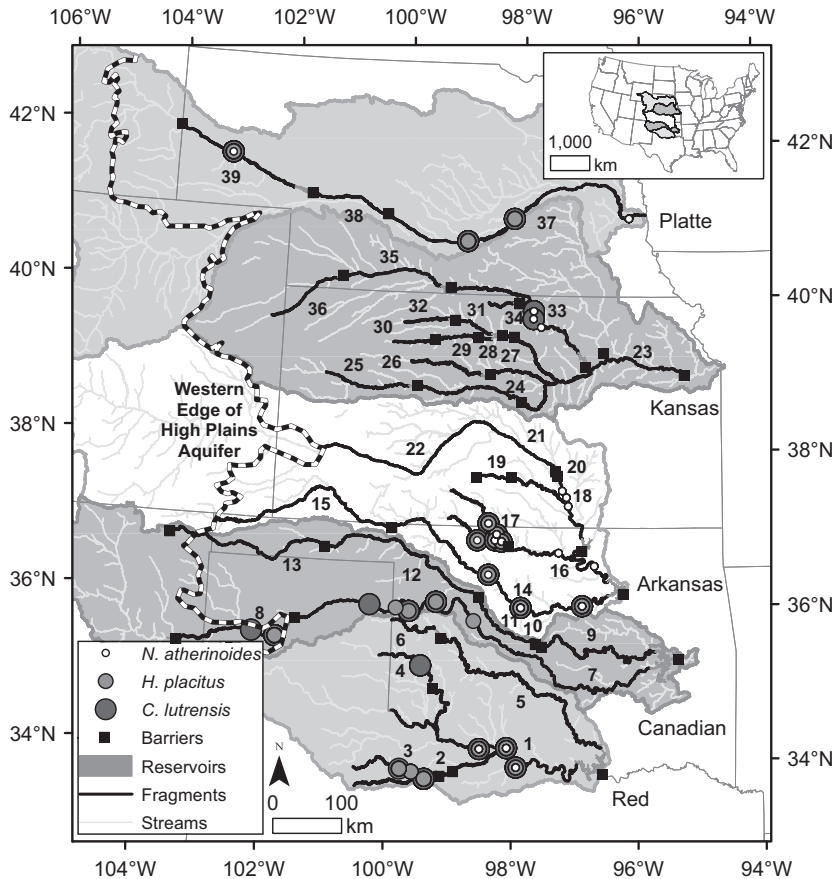 106°W 104°W 102°W 100°W 98°W 96°W 94°W
42°N
42°N
1,000
km
39
38
37
Platte
40°N
40°N
35
36
33
34
31
32
30
29
28
27
26
25
24
23
Kansas
Western
Edge of
High Plains
Aquifer
38°N
38°N
22
21
20
19
18
17
16
15
14
Arkansas
36°N
36°N
13
12
11
10
9
8
7
Canadian
6
5
4
3
2
1
Red
34°N
34°N
N. atherinoides
H. placitus
C. lutrensis
Barriers
Reservoirs
Fragments
Streams
N
0 100
km
104°W 102°W 100°W 98°W 96°W 94°W